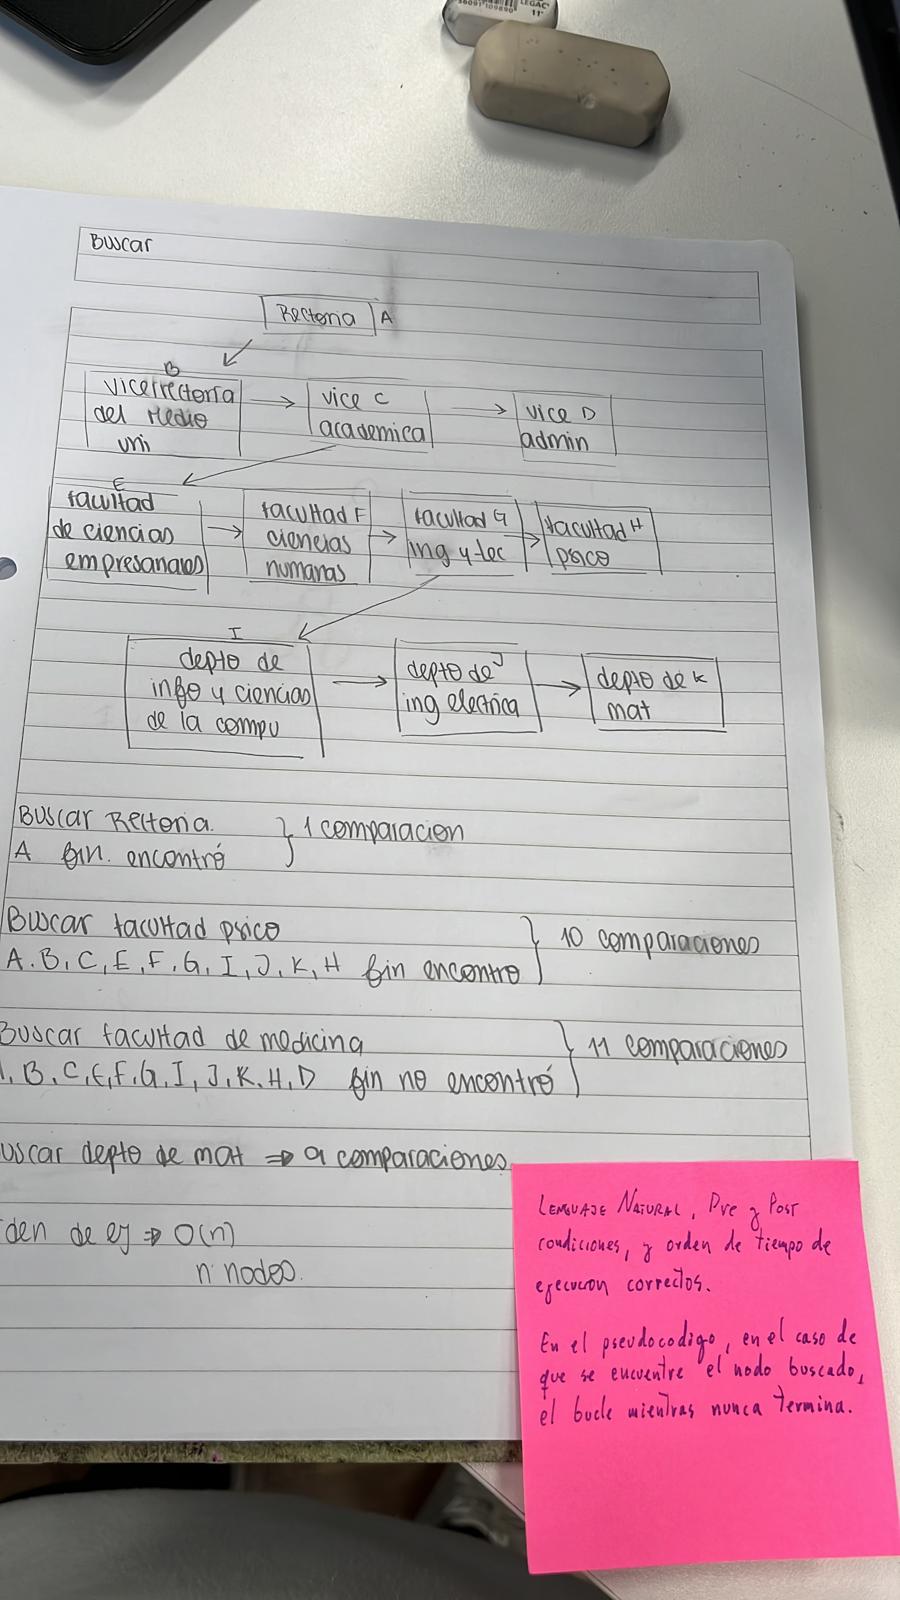 LEGAC
11°
Buscar
Rectoria A
B
vicerrectoria
del Medio
uni
vice C
academica
vice D
admin
E
facultad
de ciencias
empresariales
facultad F
ciencias
humanas
facultad G
ing y tec
facultad H
psico
I
depto de
info y ciencias
de la compu
depto de J
ing electrica
depto de K
mat
Buscar Rectoria.
A fin. encontró
} 1 comparacion
Buscar facultad psico
A, B, C, E, F, G, I, J, K, H fin encontro
} 10 comparaciones
Buscar facultad de medicina
, B, C, E, F, G, I, J, K, H, D fin no encontró
} 11 comparaciones
uscar depto de mat => 9 comparaciones
den de ej => O(n)
n: nodos.
LENGUAJE NATURAL, Pre y Post
condiciones, y orden de tiempo de
ejecucion correctos.
En el pseudocodigo, en el caso de
que se encuentre el nodo buscado,
el bucle mientras nunca termina.